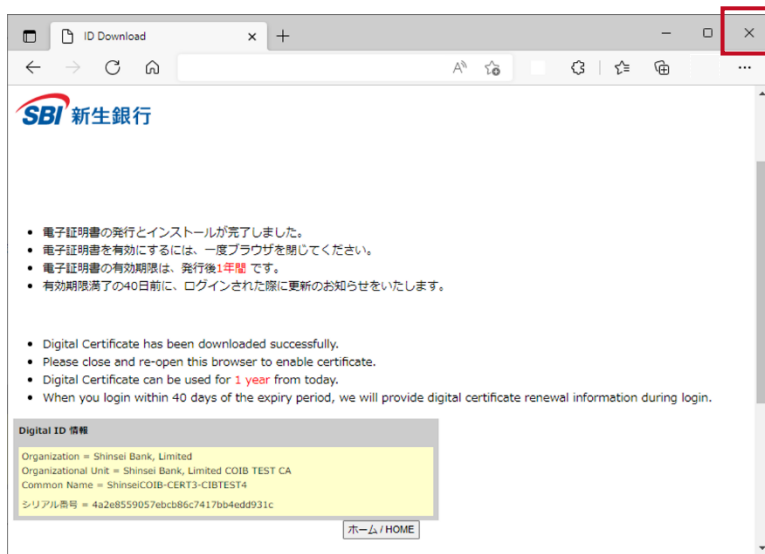 ID Download
SBI 新生銀行
電子証明書の発行とインストールが完了しました。
電子証明書を有効にするには、一度ブラウザを閉じてください。
電子証明書の有効期限は、発行後1年間 です。
有効期限満了の40日前に、ログインされた際に更新のお知らせをいたします。
Digital Certificate has been downloaded successfully.
Please close and re-open this browser to enable certificate.
Digital Certificate can be used for 1 year from today.
When you login within 40 days of the expiry period, we will provide digital certificate renewal information during login.
Digital ID 情報
Organization = Shinsei Bank, Limited
Organizational Unit = Shinsei Bank, Limited COIB TEST CA
Common Name = ShinseiCOIB-CERT3-CIBTEST4
シリアル番号 = 4a2e8559057ebcb86c7417bb4edd931c
ホーム / HOME